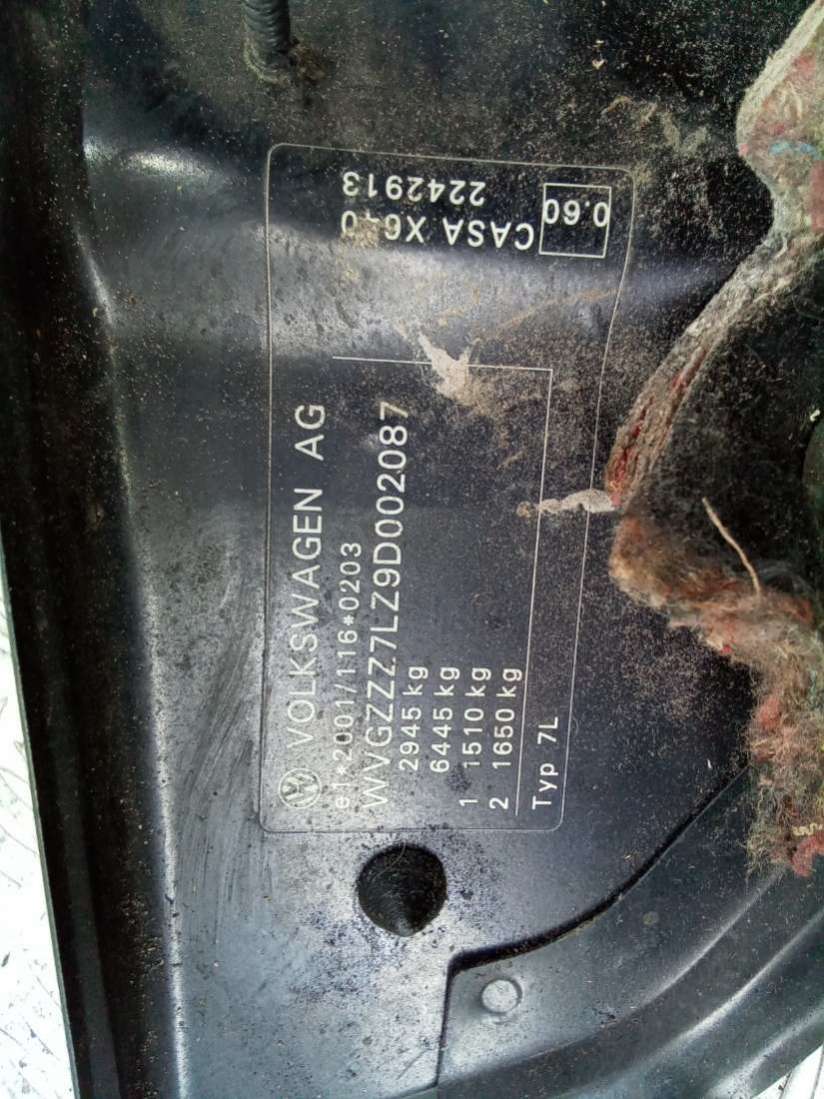 VOLKSWAGEN AG
e1*2001/116*0203
WVGZZZ7LZ9D002087
2945 kg
6445 kg
1 1510 kg
2 1650 kg
Typ 7L
2242913
CASA
0.60